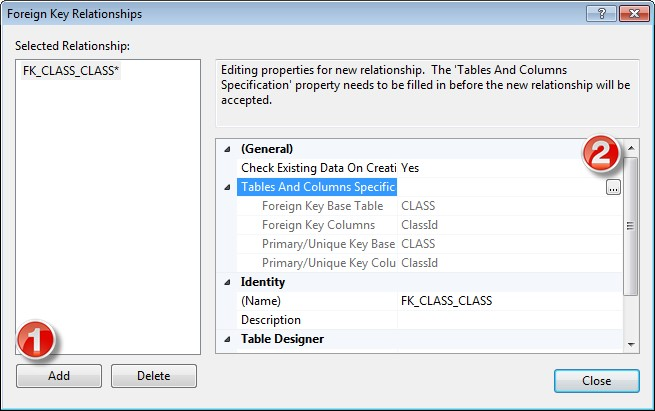 Foreign Key Relationships
?
Selected Relationship:
FK_CLASS_CLASS*
Editing properties for new relationship. The 'Tables And Columns
Specification' property needs to be filled in before the new relationship will be
accepted.
(General)
2
Check Existing Data On Creati Yes
Tables And Columns Specific ...
Foreign Key Base Table CLASS
Foreign Key Columns ClassId
Primary/Unique Key Base CLASS
Primary/Unique Key Colu ClassId
Identity
(Name) FK_CLASS_CLASS
Description
Table Designer
1
Add Delete
Close